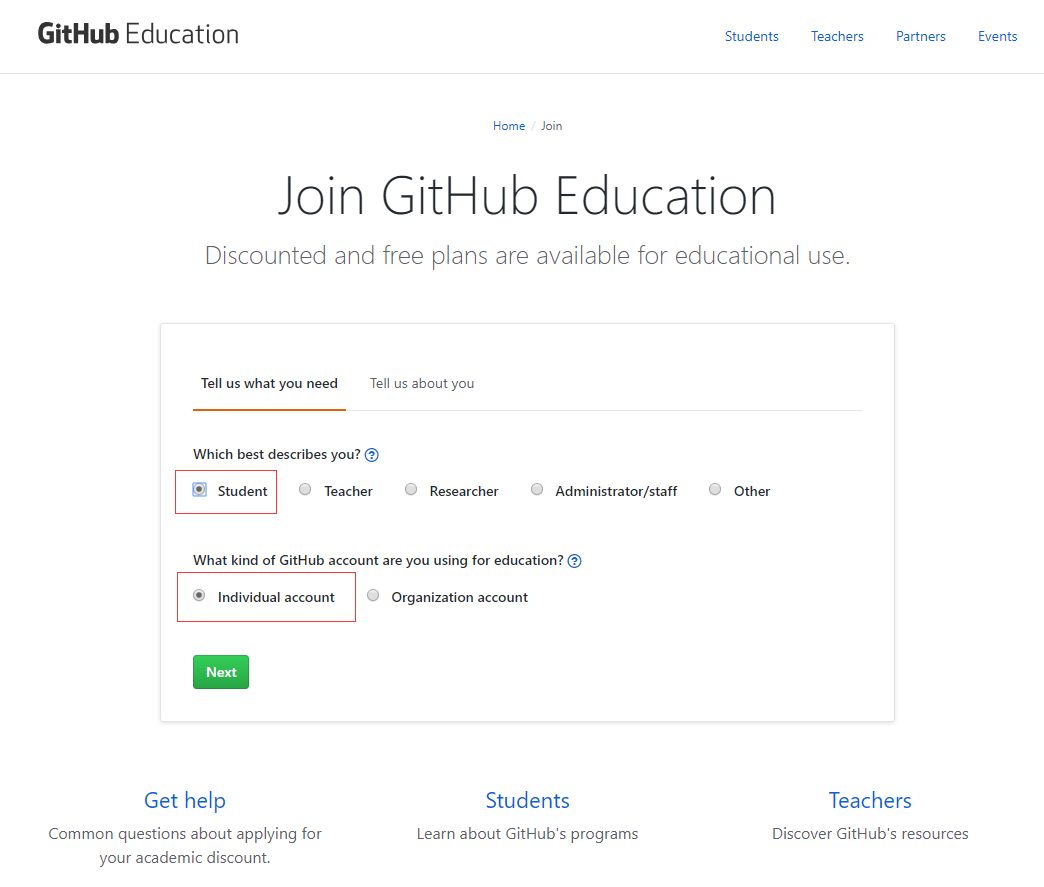 GitHub Education
Students Teachers Partners Events
Home / Join
Join GitHub Education
Discounted and free plans are available for educational use.
Tell us what you need Tell us about you
Which best describes you? ?
Student Teacher Researcher Administrator/staff Other
What kind of GitHub account are you using for education? ?
Individual account Organization account
Next
Get help
Common questions about applying for
your academic discount.
Students
Learn about GitHub's programs
Teachers
Discover GitHub's resources